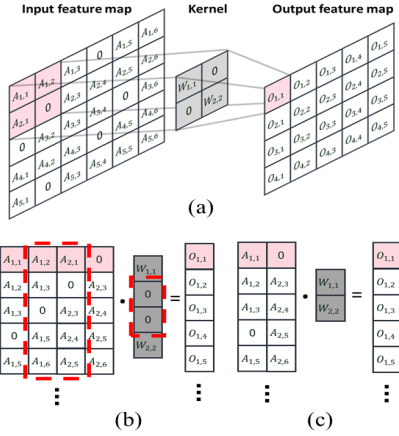 Input feature map Kernel Output feature map
A1,1 A1,2 A1,3 0 A1,5 A1,6
A2,1 0 A2,3 A2,4 A2,5 A2,6
0 A3,2 A3,3 A3,4 0 A3,6
A4,1 A4,2 0 A4,4 A4,5 A4,6
A5,1 0 A5,3 A5,4 A5,5 A5,6
W1,1 0
0 W2,2
O1,1 O1,2 O1,3 O1,4 O1,5
O2,1 O2,2 O2,3 O2,4 O2,5
O3,1 O3,2 O3,3 O3,4 O3,5
O4,1 O4,2 O4,3 O4,4 O4,5
(a)
A1,1 A1,2 A2,1 0
A1,2 A1,3 0 A2,3
A1,3 0 A2,3 A2,4
0 A1,5 A2,4 A2,5
A1,5 A1,6 A2,5 A2,6
·
W1,1
0
0
W2,2
=
O1,1
O1,2
O1,3
O1,4
O1,5
(b)
A1,1 0
A1,2 A2,3
A1,3 A2,4
0 A2,5
A1,5 A2,6
·
W1,1
W2,2
=
O1,1
O1,2
O1,3
O1,4
O1,5
(c)